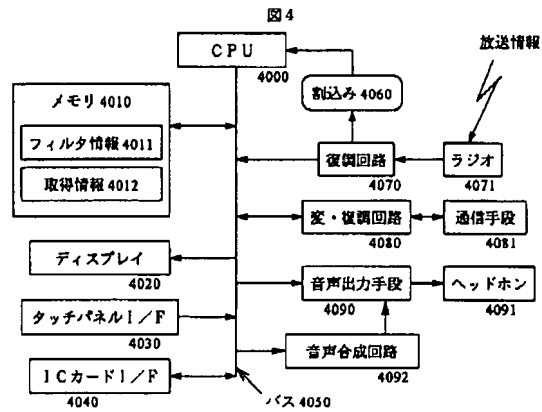 図4
CPU
4000
放送情報
メモリ 4010
フィルタ情報 4011
取得情報 4012
割込み 4060
復調回路
4070
ラジオ
4071
変・復調回路
4080
通信手段
4081
ディスプレイ
4020
音声出力手段
4090
ヘッドホン
4091
タッチパネルI/F
4030
音声合成回路
4092
ICカードI/F
4040
バス 4050